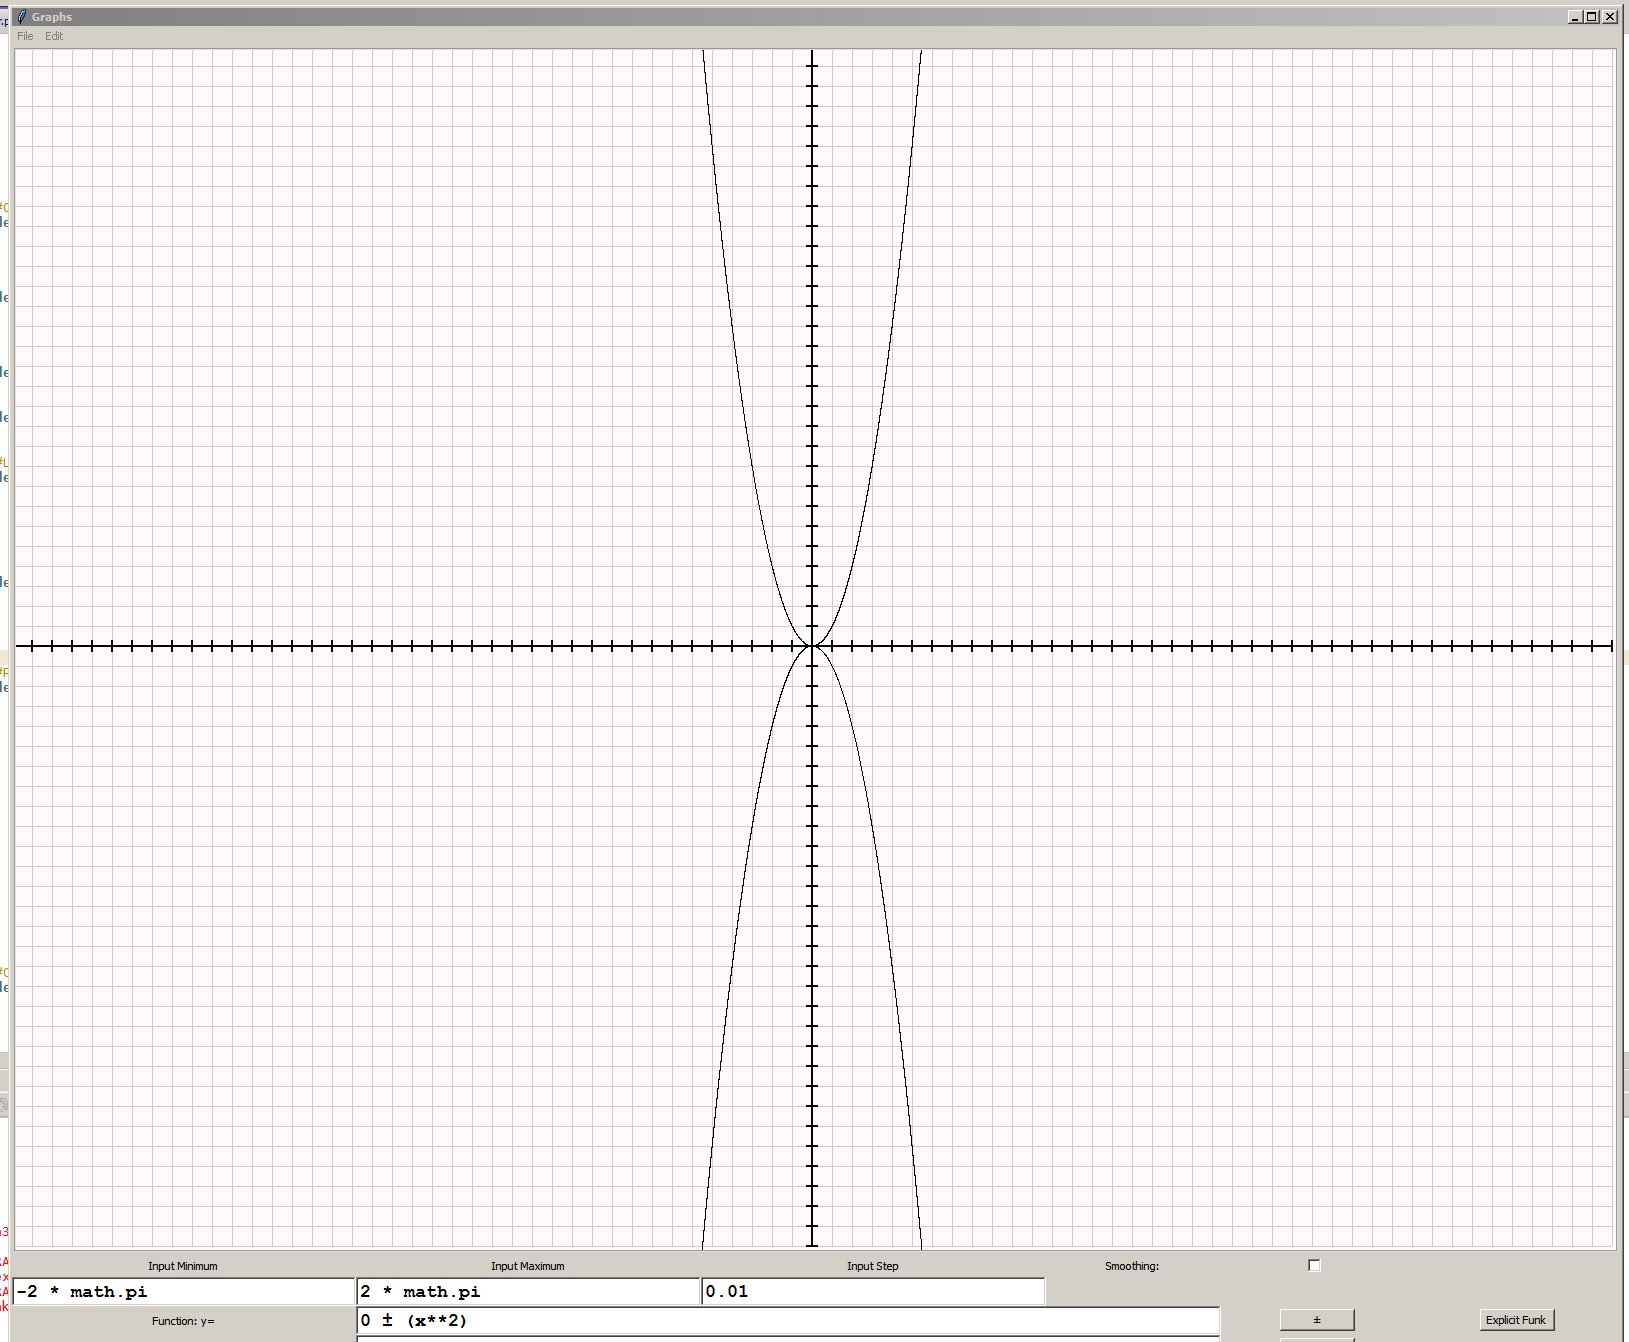 Graphs
File Edit
Input Minimum Input Maximum Input Step Smoothing:
-2 * math.pi 2 * math.pi 0.01
Function: y= 0 ± (x**2) ± Explicit Funk